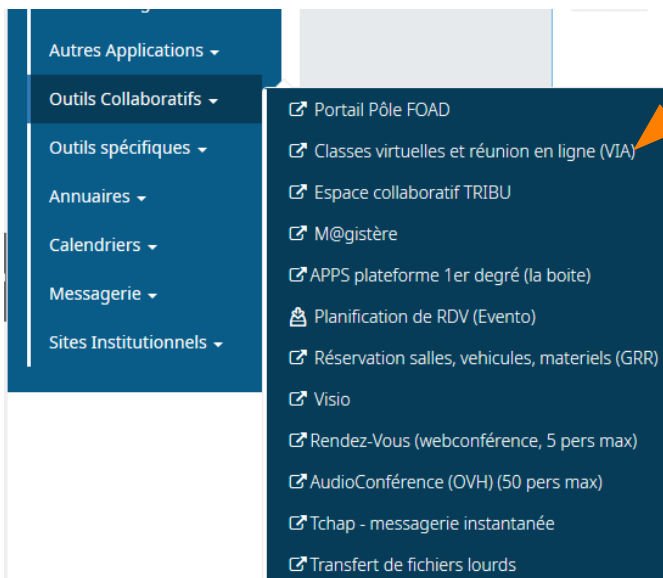 Autres Applications
Outils Collaboratifs
Outils spécifiques
Annuaires
Calendriers
Messagerie
Sites Institutionnels
Portail Pôle FOAD
Classes virtuelles et réunion en ligne (VIA)
Espace collaboratif TRIBU
M@gistère
APPS plateforme 1er degré (la boite)
Planification de RDV (Evento)
Réservation salles, vehicules, materiels (GRR)
Visio
Rendez-Vous (webconférence, 5 pers max)
AudioConférence (OVH) (50 pers max)
Tchap - messagerie instantanée
Transfert de fichiers lourds